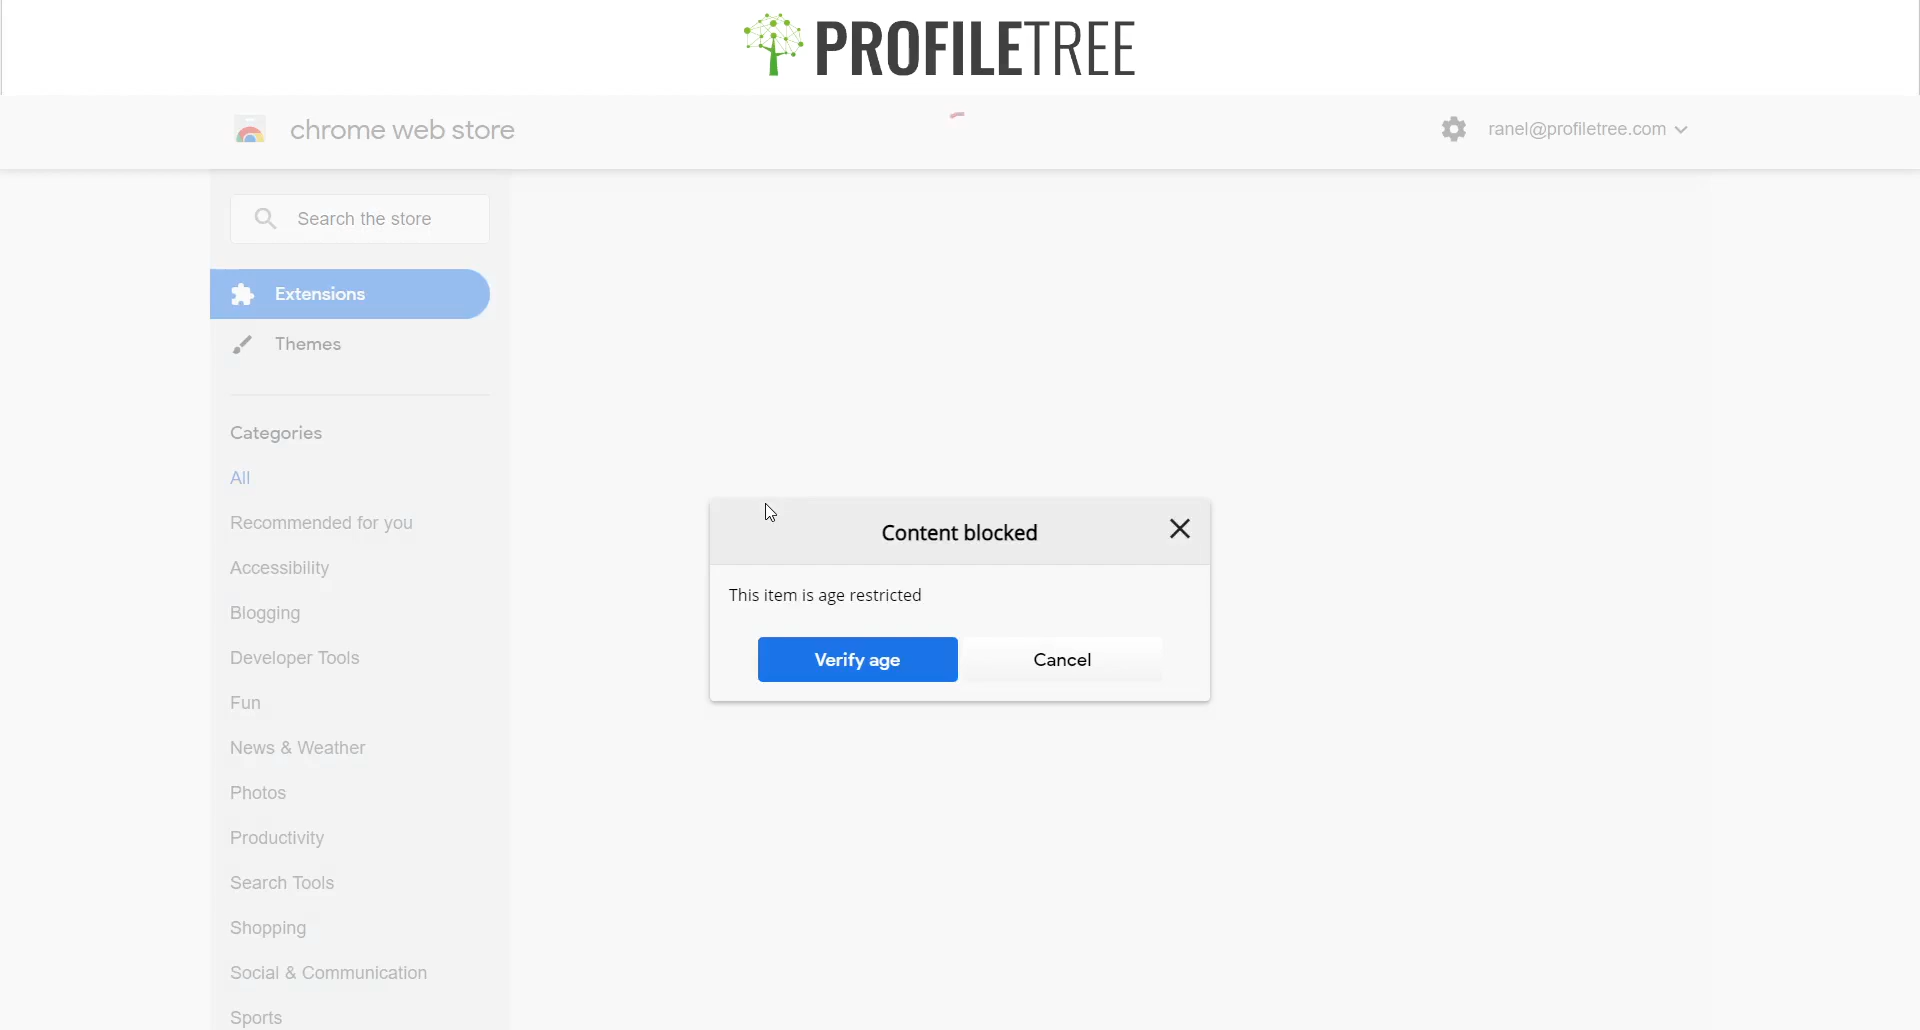 PROFILETREE
chrome web store
ranel@profiletree.com
Search the store
Extensions
Themes
Categories
All
Recommended for you
Accessibility
Blogging
Developer Tools
Fun
News & Weather
Photos
Productivity
Search Tools
Shopping
Social & Communication
Sports
Content blocked
This item is age restricted
Verify age
Cancel